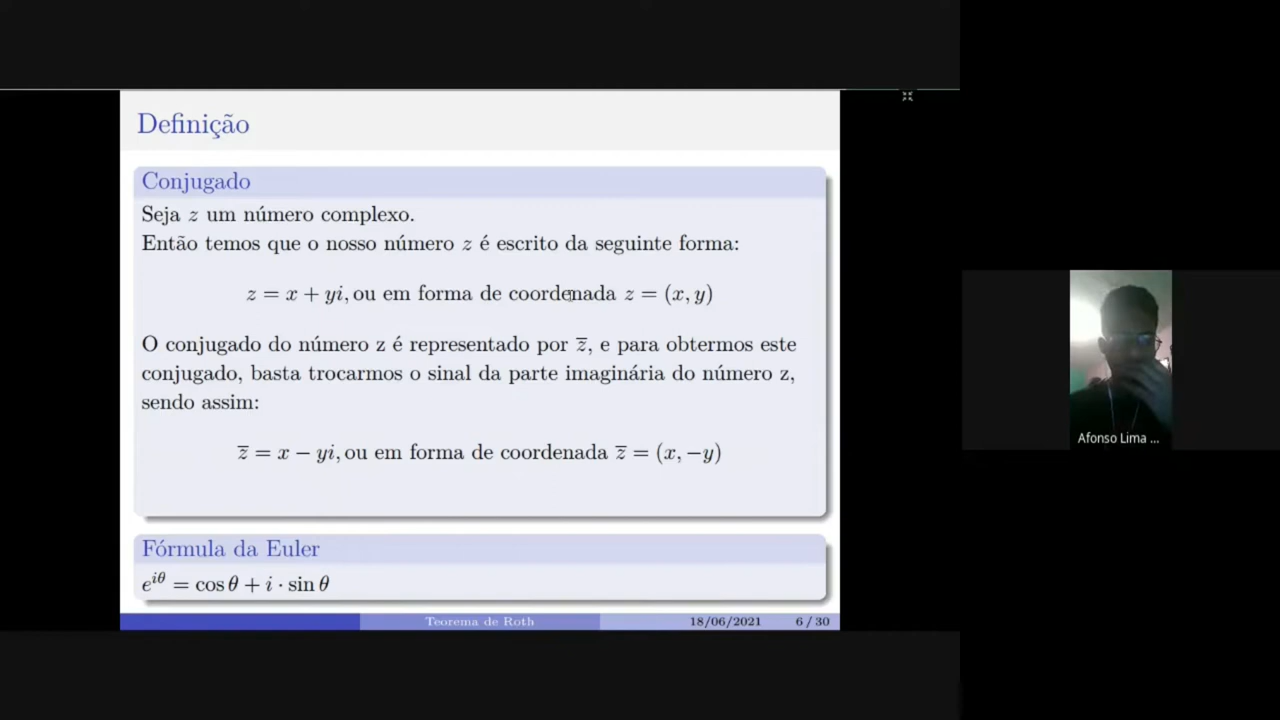 Definição
Conjugado
Seja z um número complexo.
Então temos que o nosso número z é escrito da seguinte forma:
z = x + yi, ou em forma de coordenada z = (x, y)
O conjugado do número z é representado por z̅, e para obtermos este
conjugado, basta trocarmos o sinal da parte imaginária do número z,
sendo assim:
z̅ = x − yi, ou em forma de coordenada z̅ = (x, −y)
Fórmula da Euler
e^{iθ} = cos θ + i · sin θ
Teorema de Roth 18/06/2021 6 / 30
Afonso Lima ...